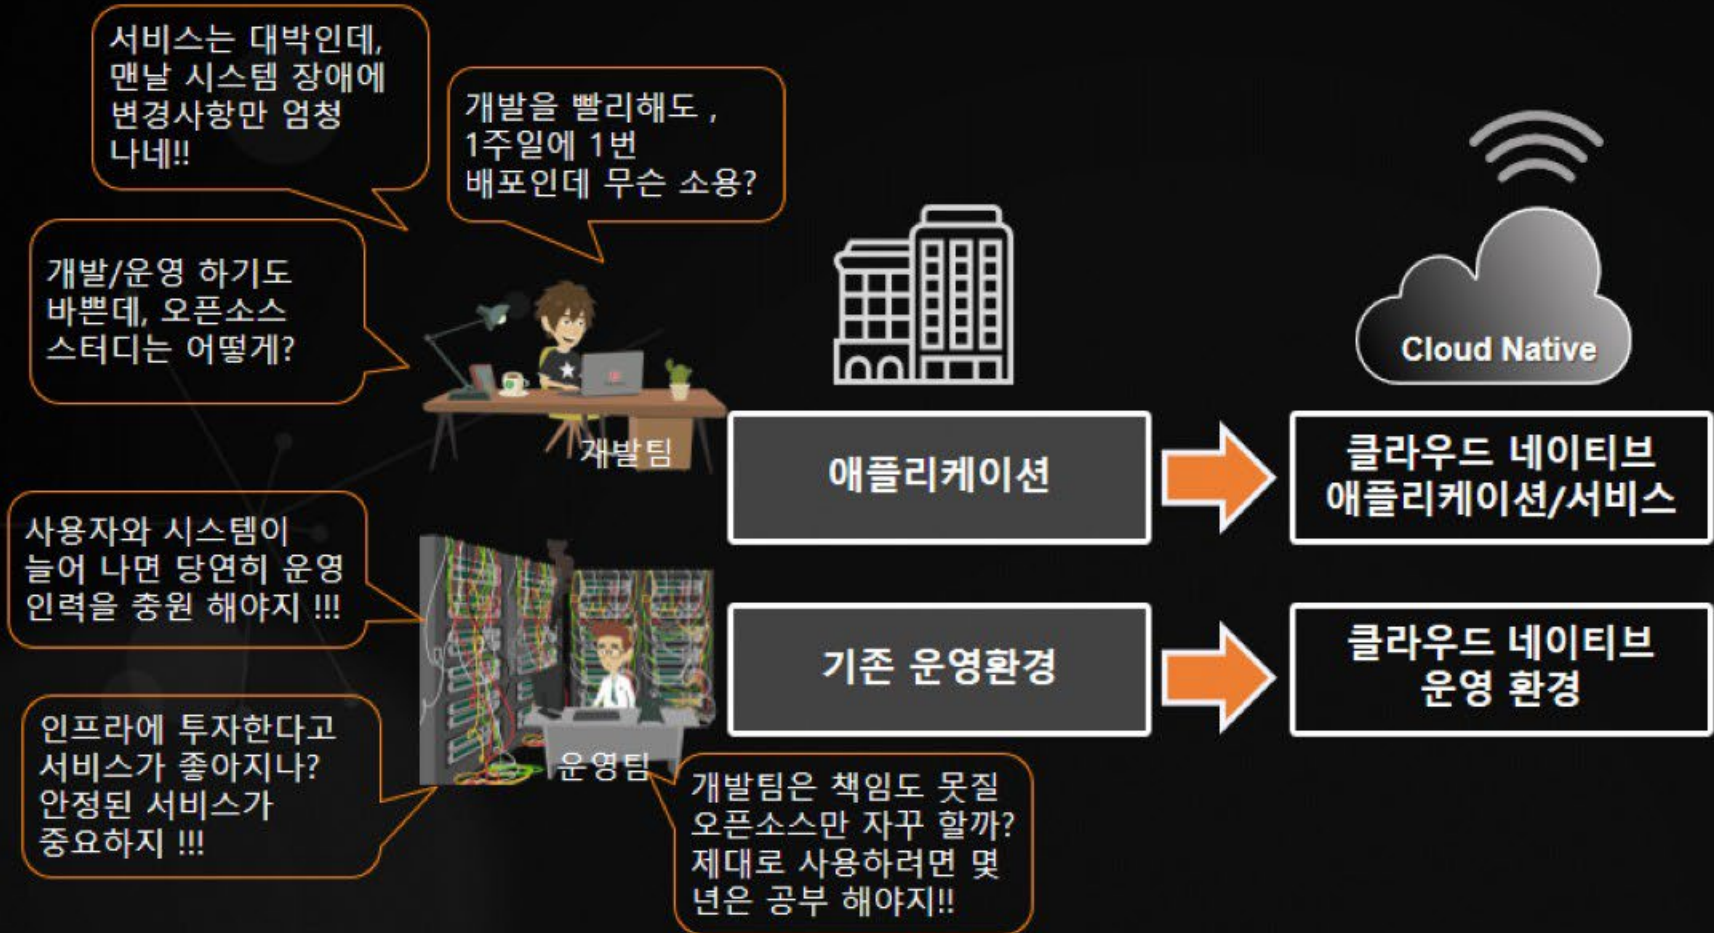 서비스는 대박인데,
맨날 시스템 장애에
변경사항만 엄청
나네!!
개발을 빨리해도 ,
1주일에 1번
배포인데 무슨 소용?
개발/운영 하기도
바쁜데, 오픈소스
스터디는 어떻게?
개발팀
Cloud Native
애플리케이션
클라우드 네이티브
애플리케이션/서비스
사용자와 시스템이
늘어 나면 당연히 운영
인력을 충원 해야지 !!!
기존 운영환경
클라우드 네이티브
운영 환경
인프라에 투자한다고
서비스가 좋아지나?
안정된 서비스가
중요하지 !!!
운영팀
개발팀은 책임도 못질
오픈소스만 자꾸 할까?
제대로 사용하려면 몇
년은 공부 해야지!!